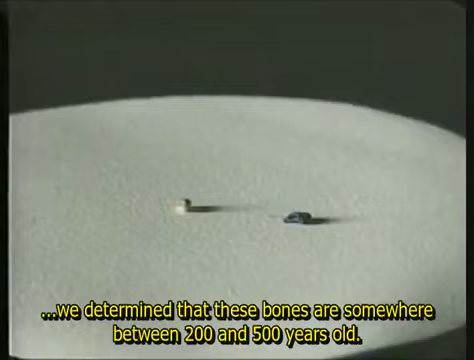 ...we determined that these bones are somewhere
between 200 and 500 years old.